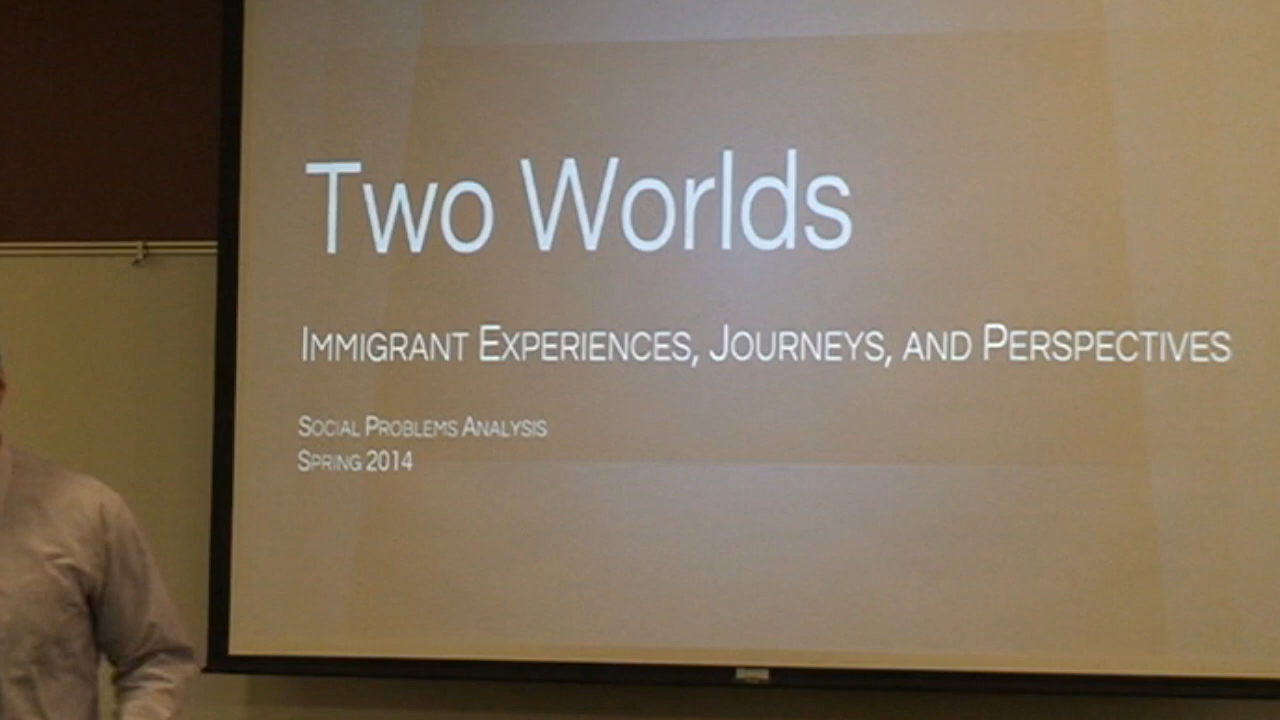 Two Worlds
Immigrant Experiences, Journeys, and Perspectives
Social Problems Analysis
Spring 2014